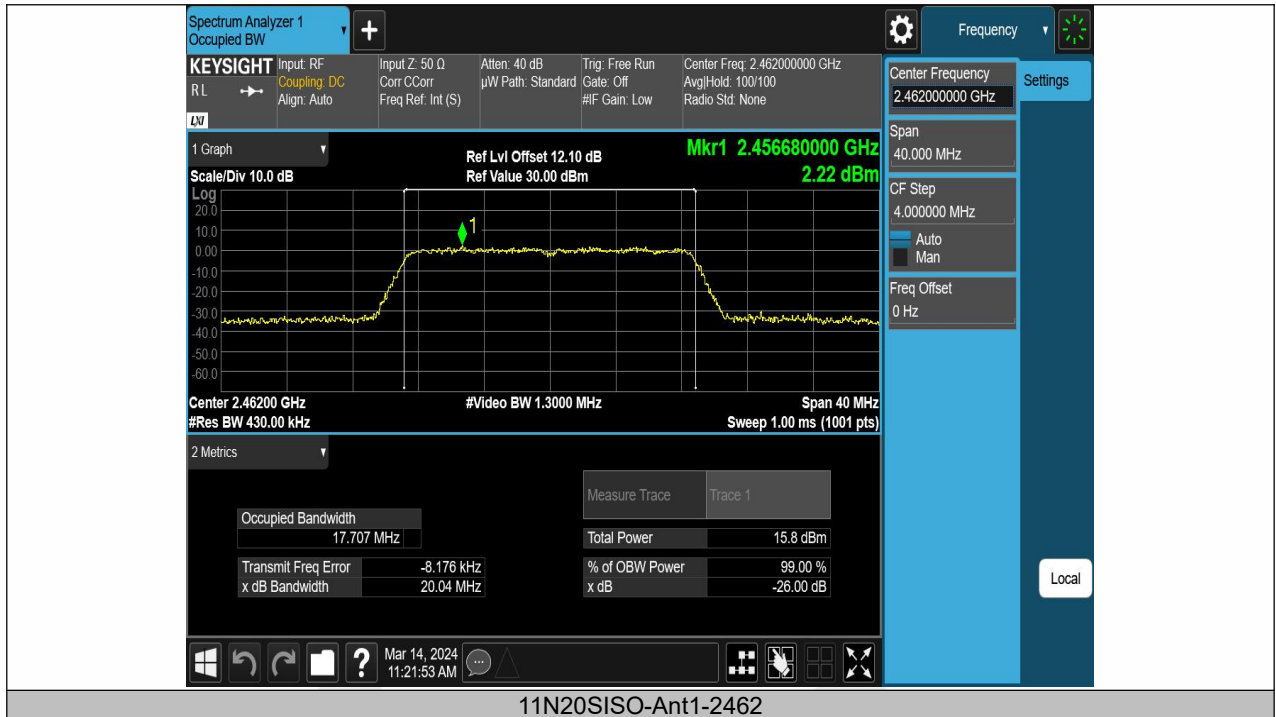 Spectrum Analyzer 1
Occupied BW
+
Frequency
KEYSIGHT
RL
LXI
Input: RF
Coupling: DC
Align: Auto
Input Z: 50 Ω
Corr CCorr
Freq Ref: Int (S)
Atten: 40 dB
µW Path: Standard
Trig: Free Run
Gate: Off
#IF Gain: Low
Center Freq: 2.462000000 GHz
Avg|Hold: 100/100
Radio Std: None
Center Frequency
2.462000000 GHz
Settings
Span
40.000 MHz
CF Step
4.000000 MHz
Auto
Man
Freq Offset
0 Hz
Local
1 Graph
Scale/Div 10.0 dB
Ref Lvl Offset 12.10 dB
Ref Value 30.00 dBm
Mkr1 2.456680000 GHz
2.22 dBm
Log
20.0
10.0
0.00
-10.0
-20.0
-30.0
-40.0
-50.0
-60.0
1
Center 2.46200 GHz
#Video BW 1.3000 MHz
Span 40 MHz
#Res BW 430.00 kHz
Sweep 1.00 ms (1001 pts)
2 Metrics
Measure Trace Trace 1
Occupied Bandwidth
17.707 MHz
Total Power 15.8 dBm
Transmit Freq Error -8.176 kHz
% of OBW Power 99.00 %
x dB Bandwidth 20.04 MHz
x dB -26.00 dB
?
Mar 14, 2024
11:21:53 AM
11N20SISO-Ant1-2462